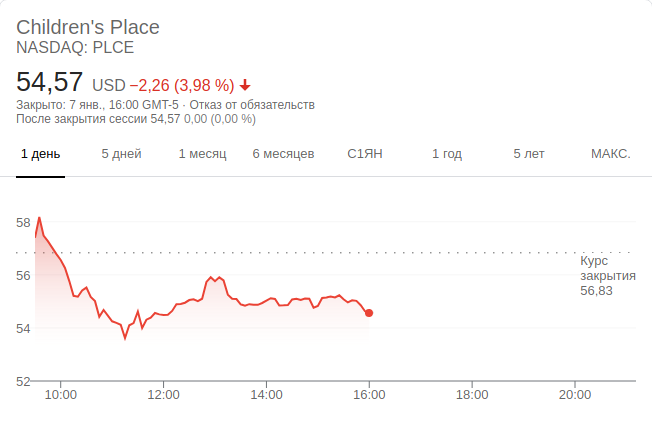 Children's Place
NASDAQ: PLCE
54,57 USD −2,26 (3,98 %)
Закрыто: 7 янв., 16:00 GMT-5 · Отказ от обязательств
После закрытия сессии 54,57 0,00 (0,00 %)
1 день 5 дней 1 месяц 6 месяцев С1ЯН 1 год 5 лет МАКС.
58
56
54
52
Курс
закрытия
56,83
10:00 12:00 14:00 16:00 18:00 20:00